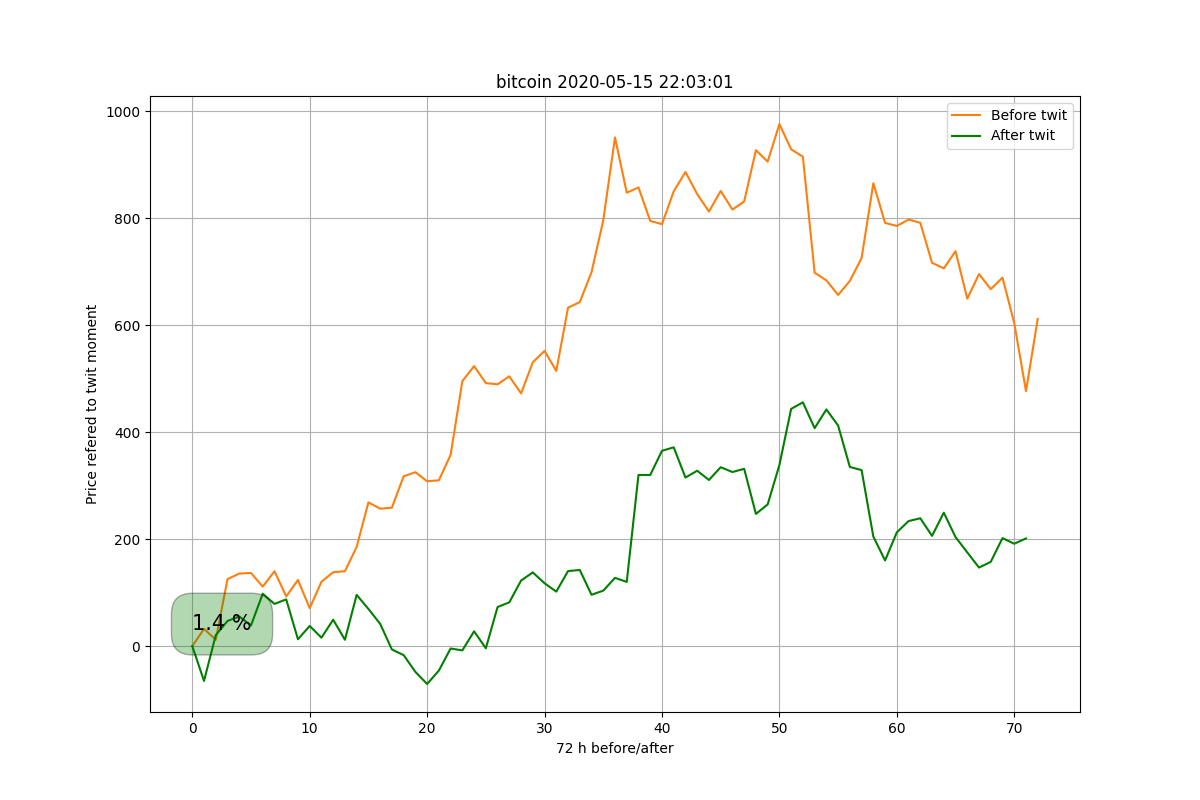 bitcoin 2020-05-15 22:03:01
Before twit
After twit
1000
800
600
400
200
0
Price refered to twit moment
1.4 %
0 10 20 30 40 50 60 70
72 h before/after